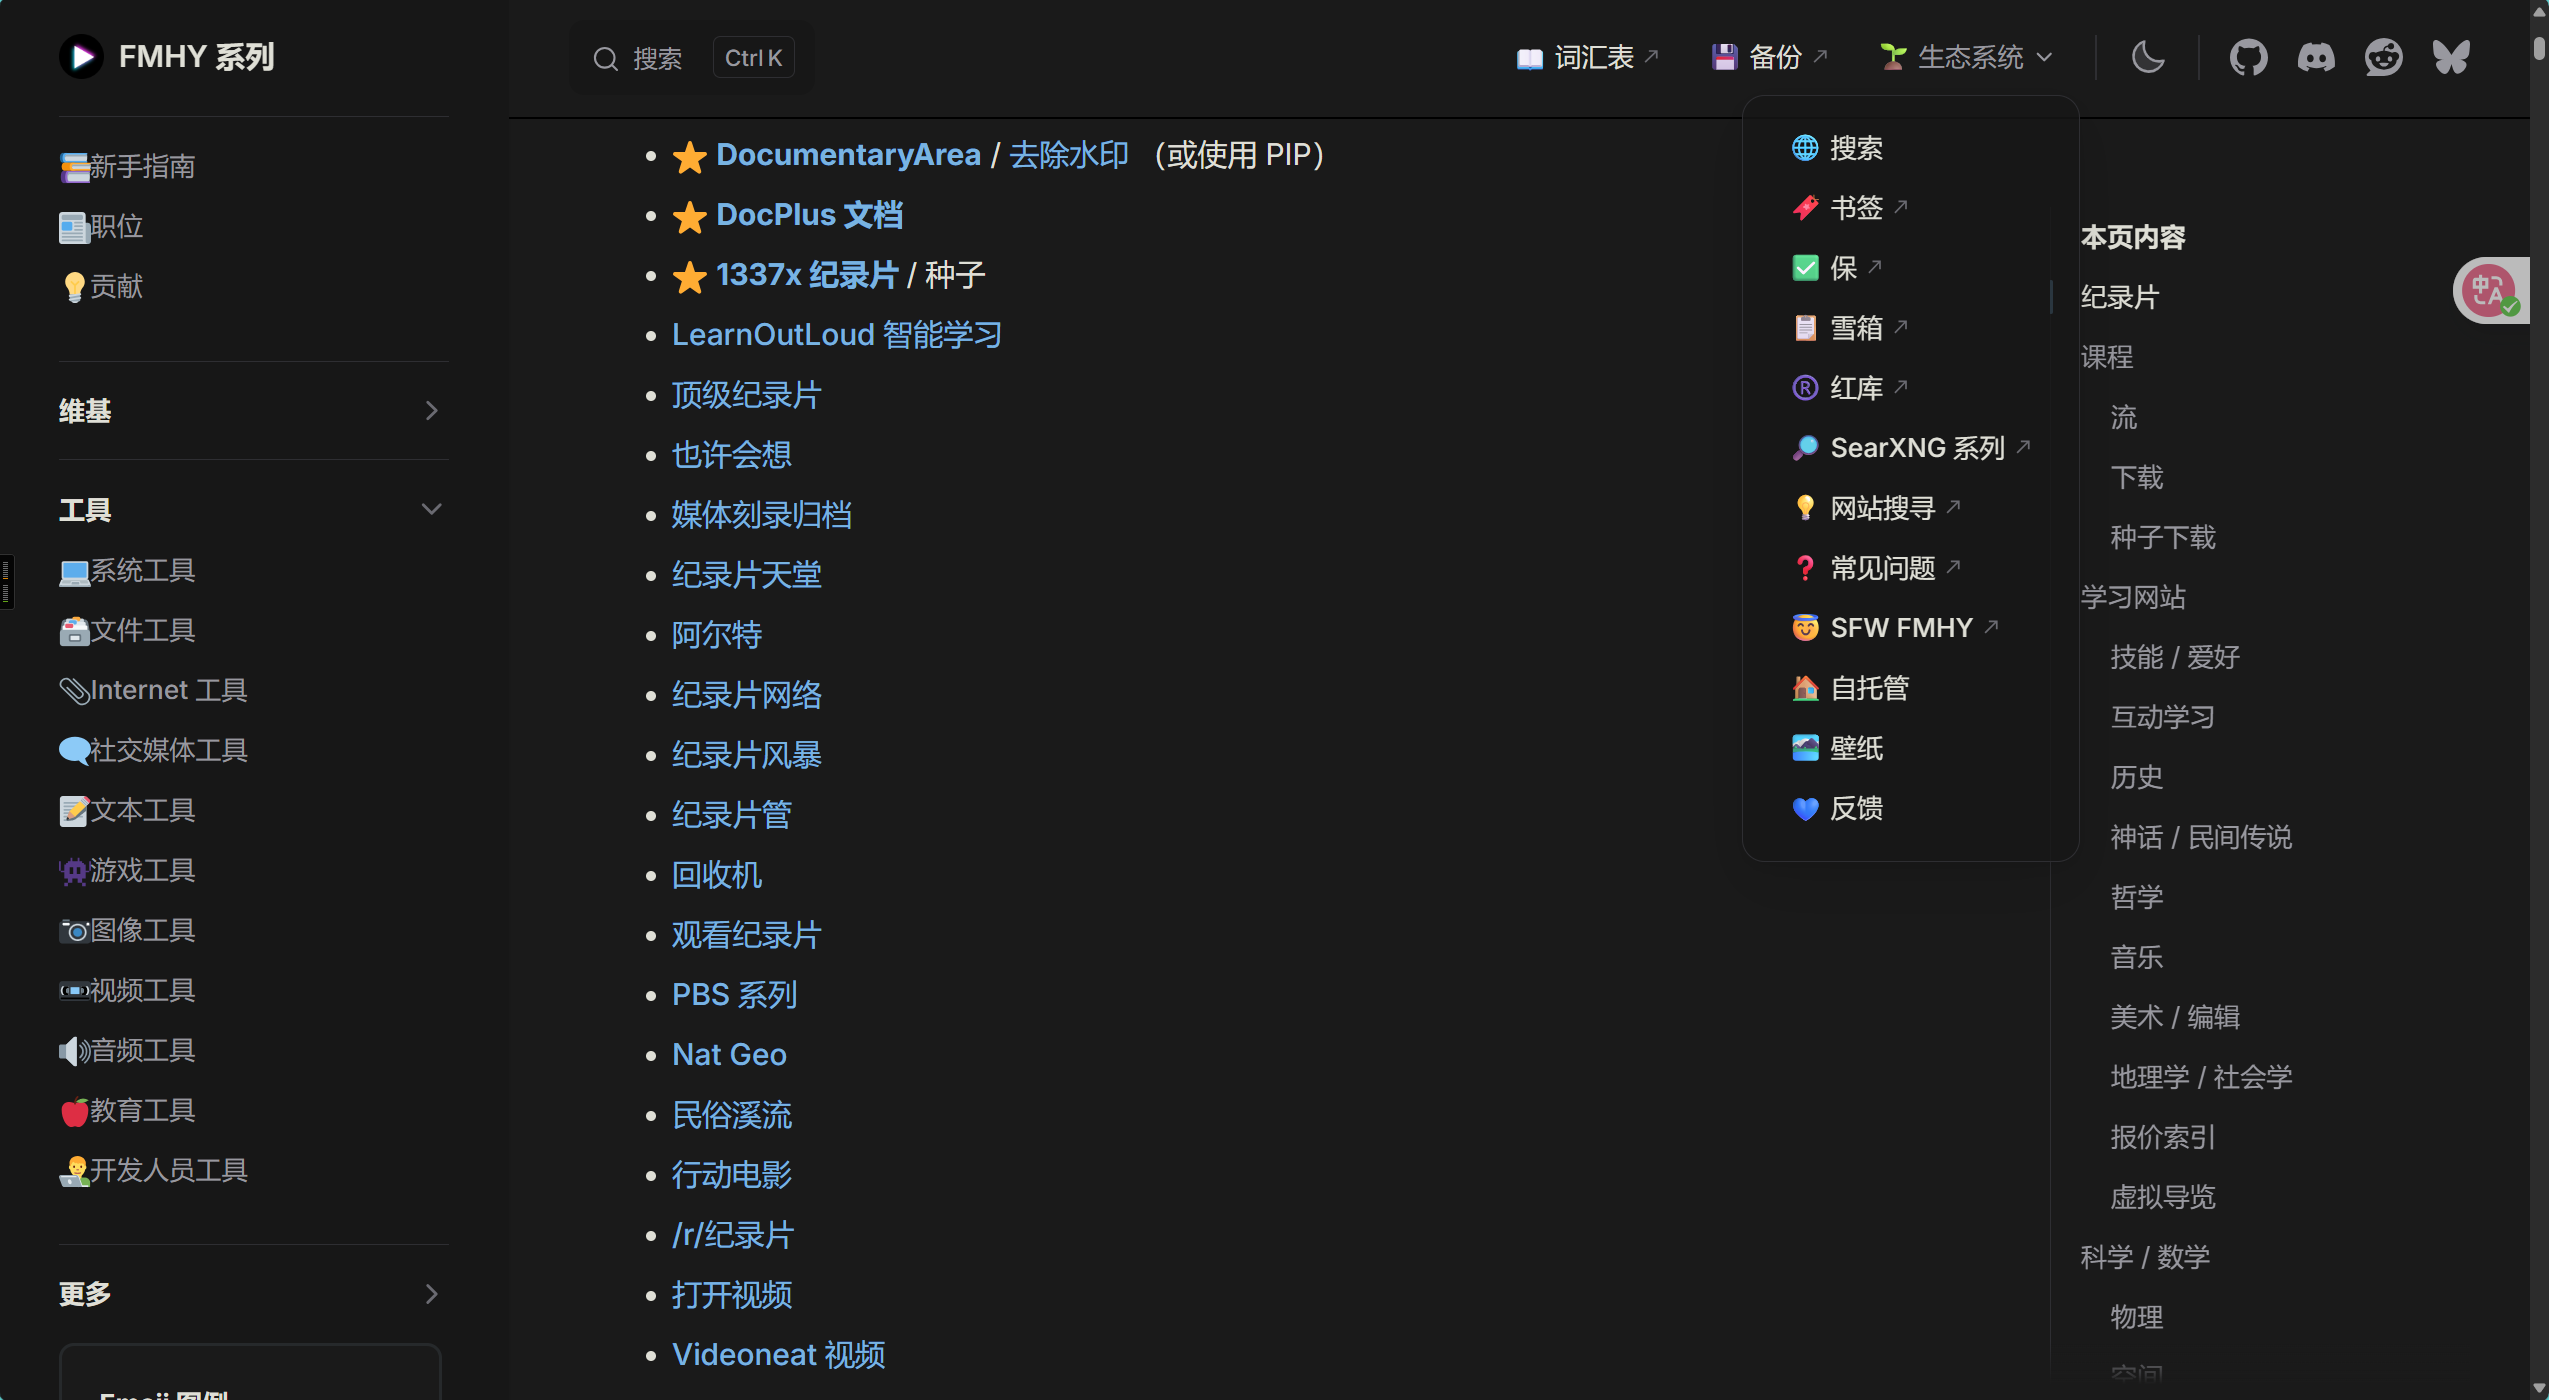 FMHY 系列
搜索 Ctrl K
词汇表
备份
生态系统
新手指南
职位
贡献
维基
工具
系统工具
文件工具
Internet 工具
社交媒体工具
文本工具
游戏工具
图像工具
视频工具
音频工具
教育工具
开发人员工具
更多
Emoji 图例
DocumentaryArea / 去除水印 （或使用 PIP）
DocPlus 文档
1337x 纪录片 / 种子
LearnOutLoud 智能学习
顶级纪录片
也许会想
媒体刻录归档
纪录片天堂
阿尔特
纪录片网络
纪录片风暴
纪录片管
回收机
观看纪录片
PBS 系列
Nat Geo
民俗溪流
行动电影
/r/纪录片
打开视频
Videoneat 视频
搜索
书签
保
雪箱
红库
SearXNG 系列
网站搜寻
常见问题
SFW FMHY
自托管
壁纸
反馈
本页内容
纪录片
课程
流
下载
种子下载
学习网站
技能 / 爱好
互动学习
历史
神话 / 民间传说
哲学
音乐
美术 / 编辑
地理学 / 社会学
报价索引
虚拟导览
科学 / 数学
物理
空间